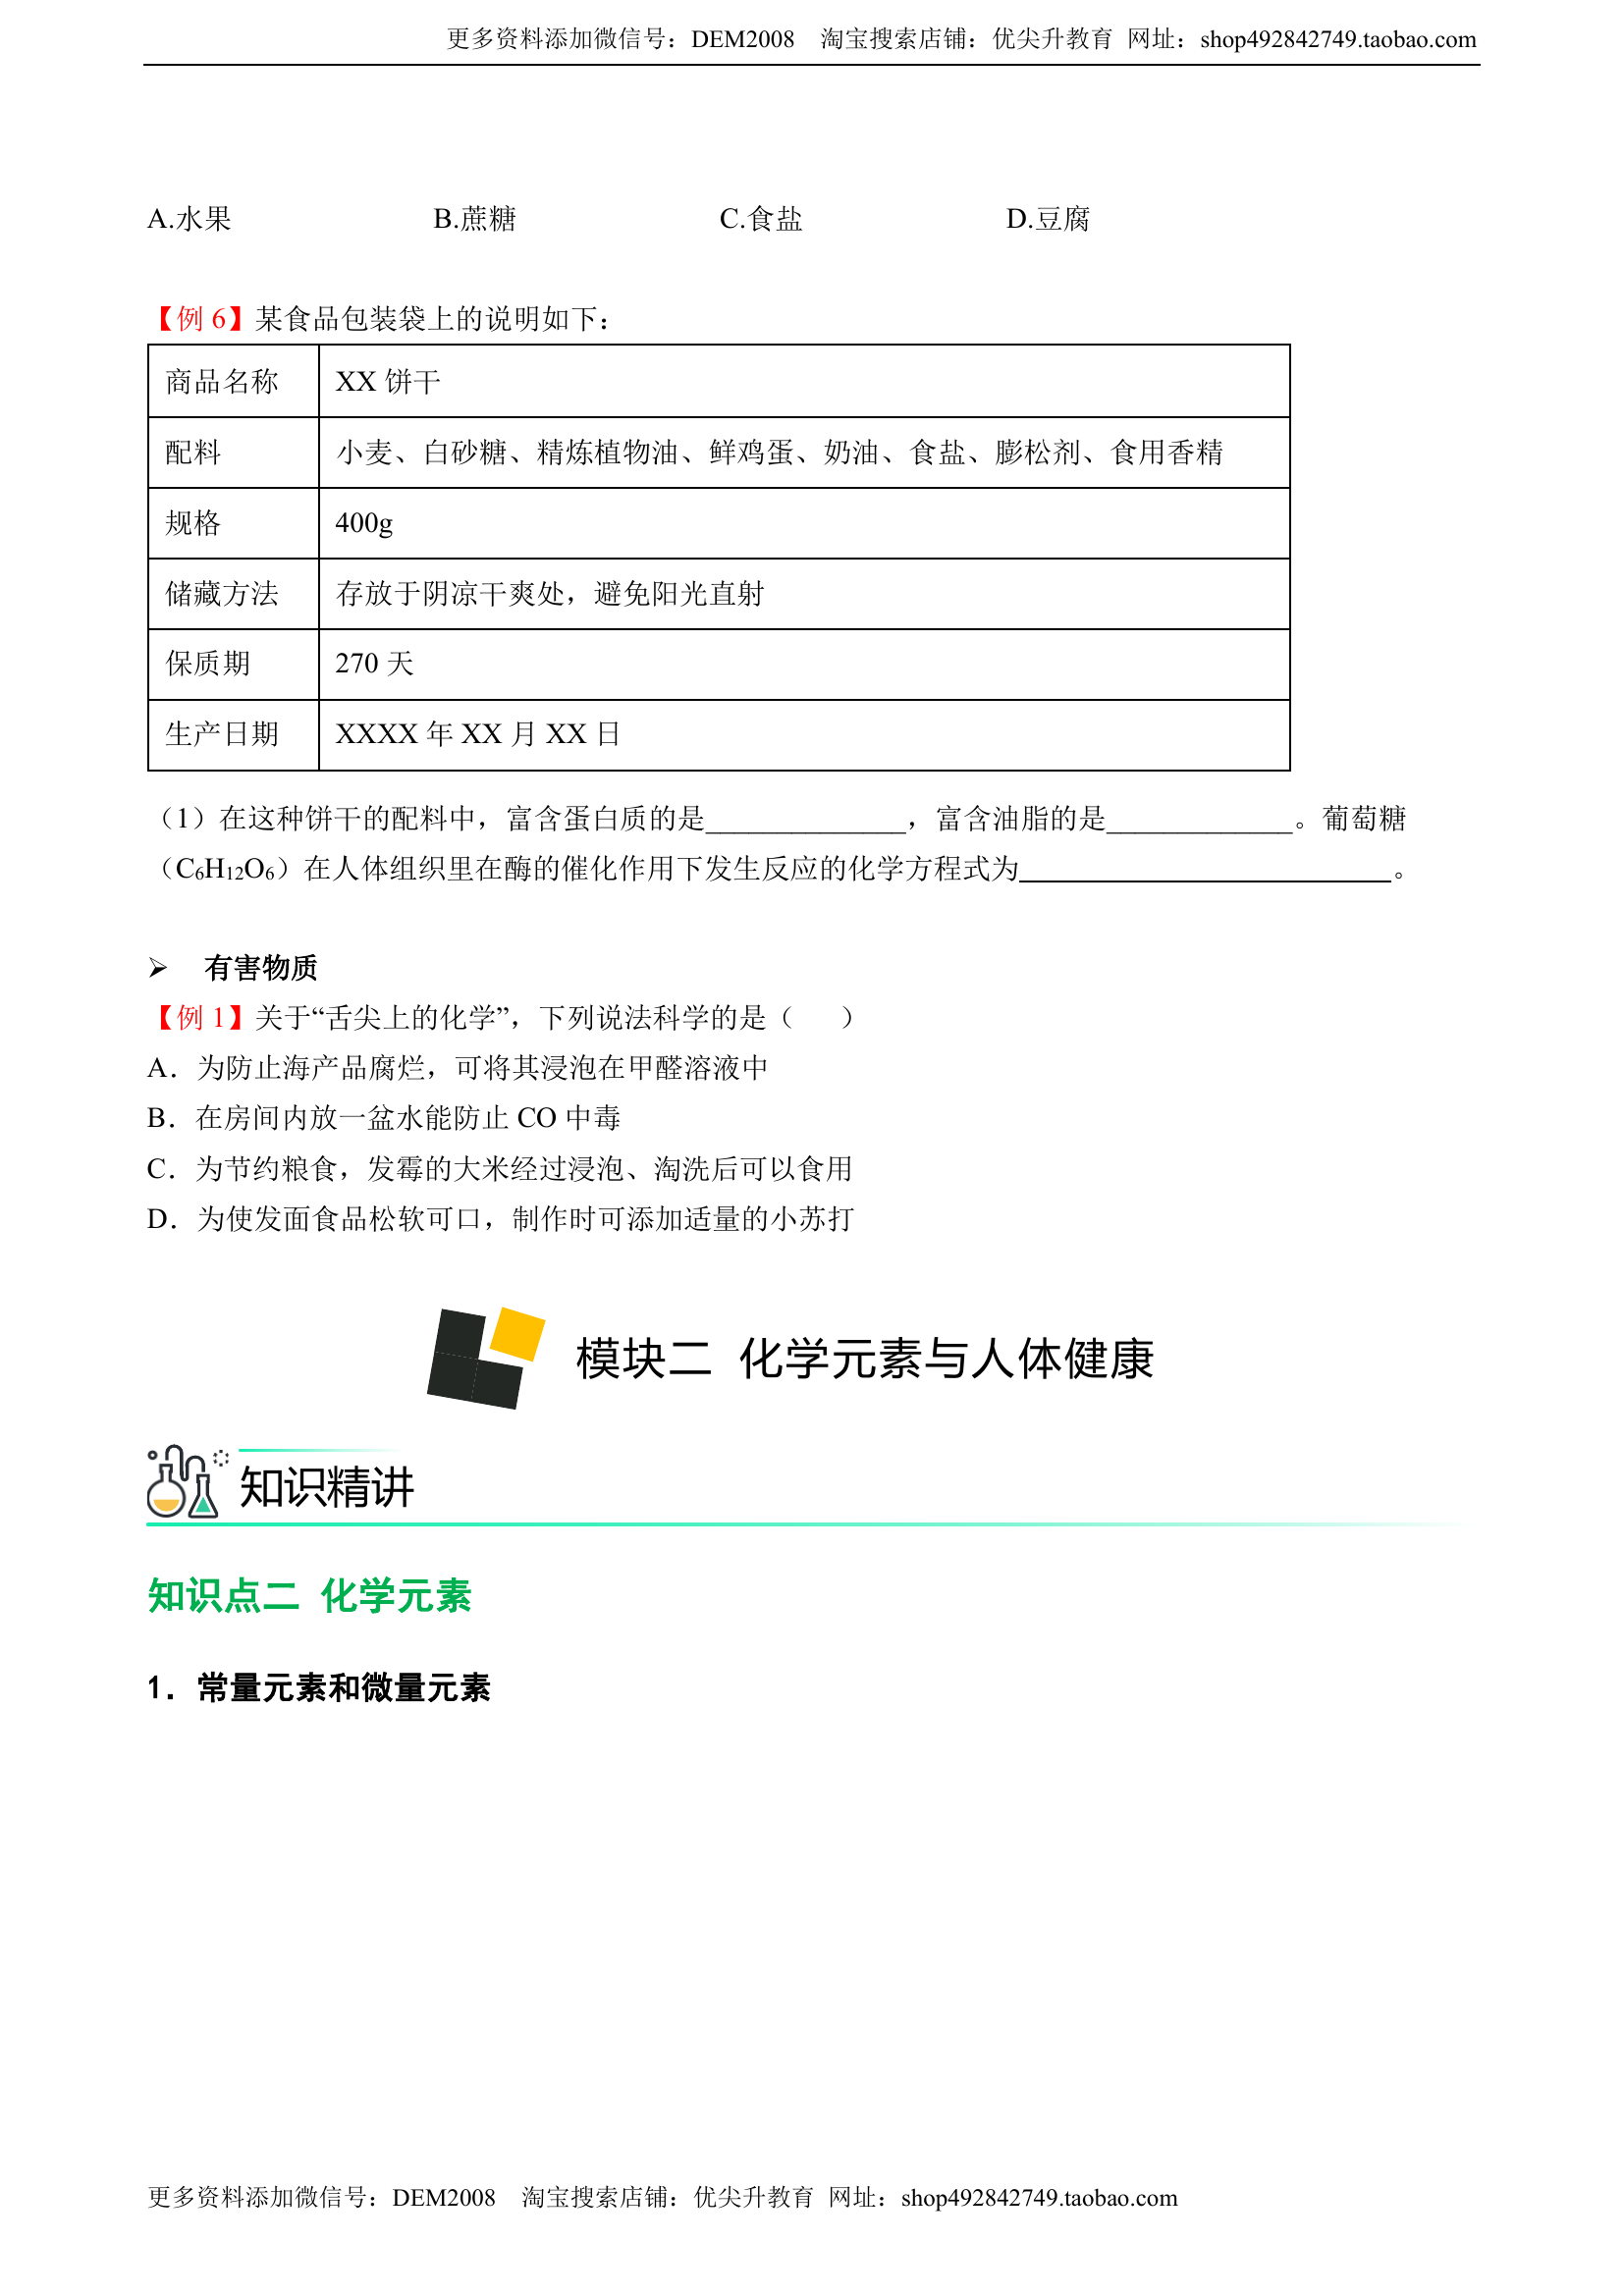 更多资料添加微信号：DEM2008 淘宝搜索店铺：优尖升教育 网址：shop492842749.taobao.com
A.水果 B.蔗糖 C.食盐 D.豆腐
【例 6】某食品包装袋上的说明如下：
商品名称 XX 饼干
配料 小麦、白砂糖、精炼植物油、鲜鸡蛋、奶油、食盐、膨松剂、食用香精
规格 400g
储藏方法 存放于阴凉干爽处，避免阳光直射
保质期 270 天
生产日期 XXXX 年 XX 月 XX 日
（1）在这种饼干的配料中，富含蛋白质的是______________，富含油脂的是_____________。葡萄糖
（C₆H₁₂O₆）在人体组织里在酶的催化作用下发生反应的化学方程式为__________________________。
➢ 有害物质
【例 1】关于“舌尖上的化学”，下列说法科学的是（ ）
A．为防止海产品腐烂，可将其浸泡在甲醛溶液中
B．在房间内放一盆水能防止 CO 中毒
C．为节约粮食，发霉的大米经过浸泡、淘洗后可以食用
D．为使发面食品松软可口，制作时可添加适量的小苏打
模块二 化学元素与人体健康
知识精讲
知识点二 化学元素
1．常量元素和微量元素
更多资料添加微信号：DEM2008 淘宝搜索店铺：优尖升教育 网址：shop492842749.taobao.com